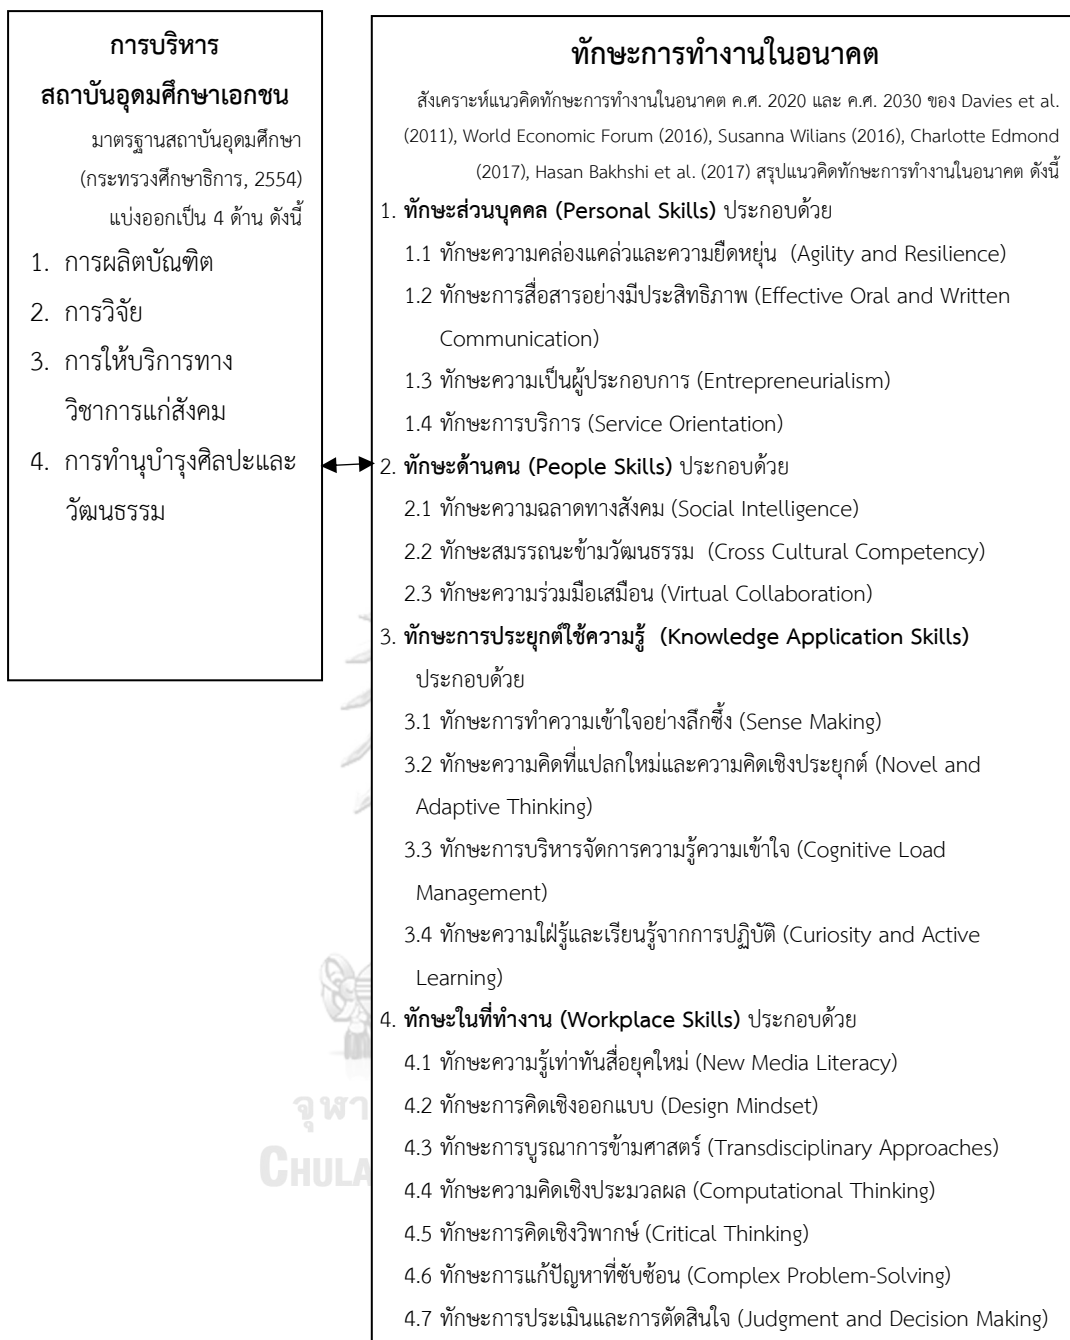 การบริหาร
สถาบันอุดมศึกษาเอกชน
มาตรฐานสถาบันอุดมศึกษา
(กระทรวงศึกษาธิการ, 2554)
แบ่งออกเป็น 4 ด้าน ดังนี้
1. การผลิตบัณฑิต
2. การวิจัย
3. การให้บริการทาง
วิชาการแก่สังคม
4. การทำนุบำรุงศิลปะและ
วัฒนธรรม
ทักษะการทำงานในอนาคต
สังเคราะห์แนวคิดทักษะการทำงานในอนาคต ค.ศ. 2020 และ ค.ศ. 2030 ของ Davies et al.
(2011), World Economic Forum (2016), Susanna Wilians (2016), Charlotte Edmond
(2017), Hasan Bakhshi et al. (2017) สรุปแนวคิดทักษะการทำงานในอนาคต ดังนี้
1. ทักษะส่วนบุคคล (Personal Skills) ประกอบด้วย
1.1 ทักษะความคล่องแคล่วและความยืดหยุ่น (Agility and Resilience)
1.2 ทักษะการสื่อสารอย่างมีประสิทธิภาพ (Effective Oral and Written
Communication)
1.3 ทักษะความเป็นผู้ประกอบการ (Entrepreneurialism)
1.4 ทักษะการบริการ (Service Orientation)
2. ทักษะด้านคน (People Skills) ประกอบด้วย
2.1 ทักษะความฉลาดทางสังคม (Social Intelligence)
2.2 ทักษะสมรรถนะข้ามวัฒนธรรม (Cross Cultural Competency)
2.3 ทักษะความร่วมมือเสมือน (Virtual Collaboration)
3. ทักษะการประยุกต์ใช้ความรู้ (Knowledge Application Skills)
ประกอบด้วย
3.1 ทักษะการทำความเข้าใจอย่างลึกซึ้ง (Sense Making)
3.2 ทักษะความคิดที่แปลกใหม่และความคิดเชิงประยุกต์ (Novel and
Adaptive Thinking)
3.3 ทักษะการบริหารจัดการความรู้ความเข้าใจ (Cognitive Load
Management)
3.4 ทักษะความใฝ่รู้และเรียนรู้จากการปฏิบัติ (Curiosity and Active
Learning)
4. ทักษะในที่ทำงาน (Workplace Skills) ประกอบด้วย
4.1 ทักษะความรู้เท่าทันสื่อยุคใหม่ (New Media Literacy)
4.2 ทักษะการคิดเชิงออกแบบ (Design Mindset)
4.3 ทักษะการบูรณาการข้ามศาสตร์ (Transdisciplinary Approaches)
4.4 ทักษะความคิดเชิงประมวลผล (Computational Thinking)
4.5 ทักษะการคิดเชิงวิพากษ์ (Critical Thinking)
4.6 ทักษะการแก้ปัญหาที่ซับซ้อน (Complex Problem-Solving)
4.7 ทักษะการประเมินและการตัดสินใจ (Judgment and Decision Making)
จุฬา
CHULA